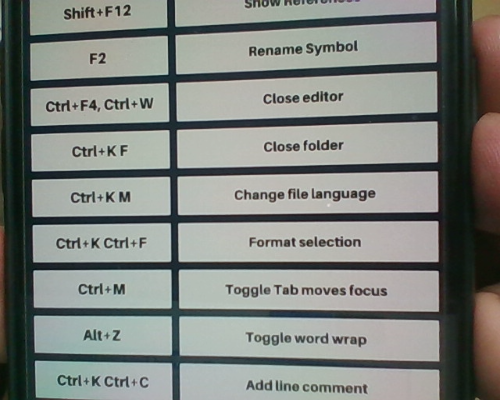 Shift+F12 Show References
F2 Rename Symbol
Ctrl+F4, Ctrl+W Close editor
Ctrl+K F Close folder
Ctrl+K M Change file language
Ctrl+K Ctrl+F Format selection
Ctrl+M Toggle Tab moves focus
Alt+Z Toggle word wrap
Ctrl+K Ctrl+C Add line comment